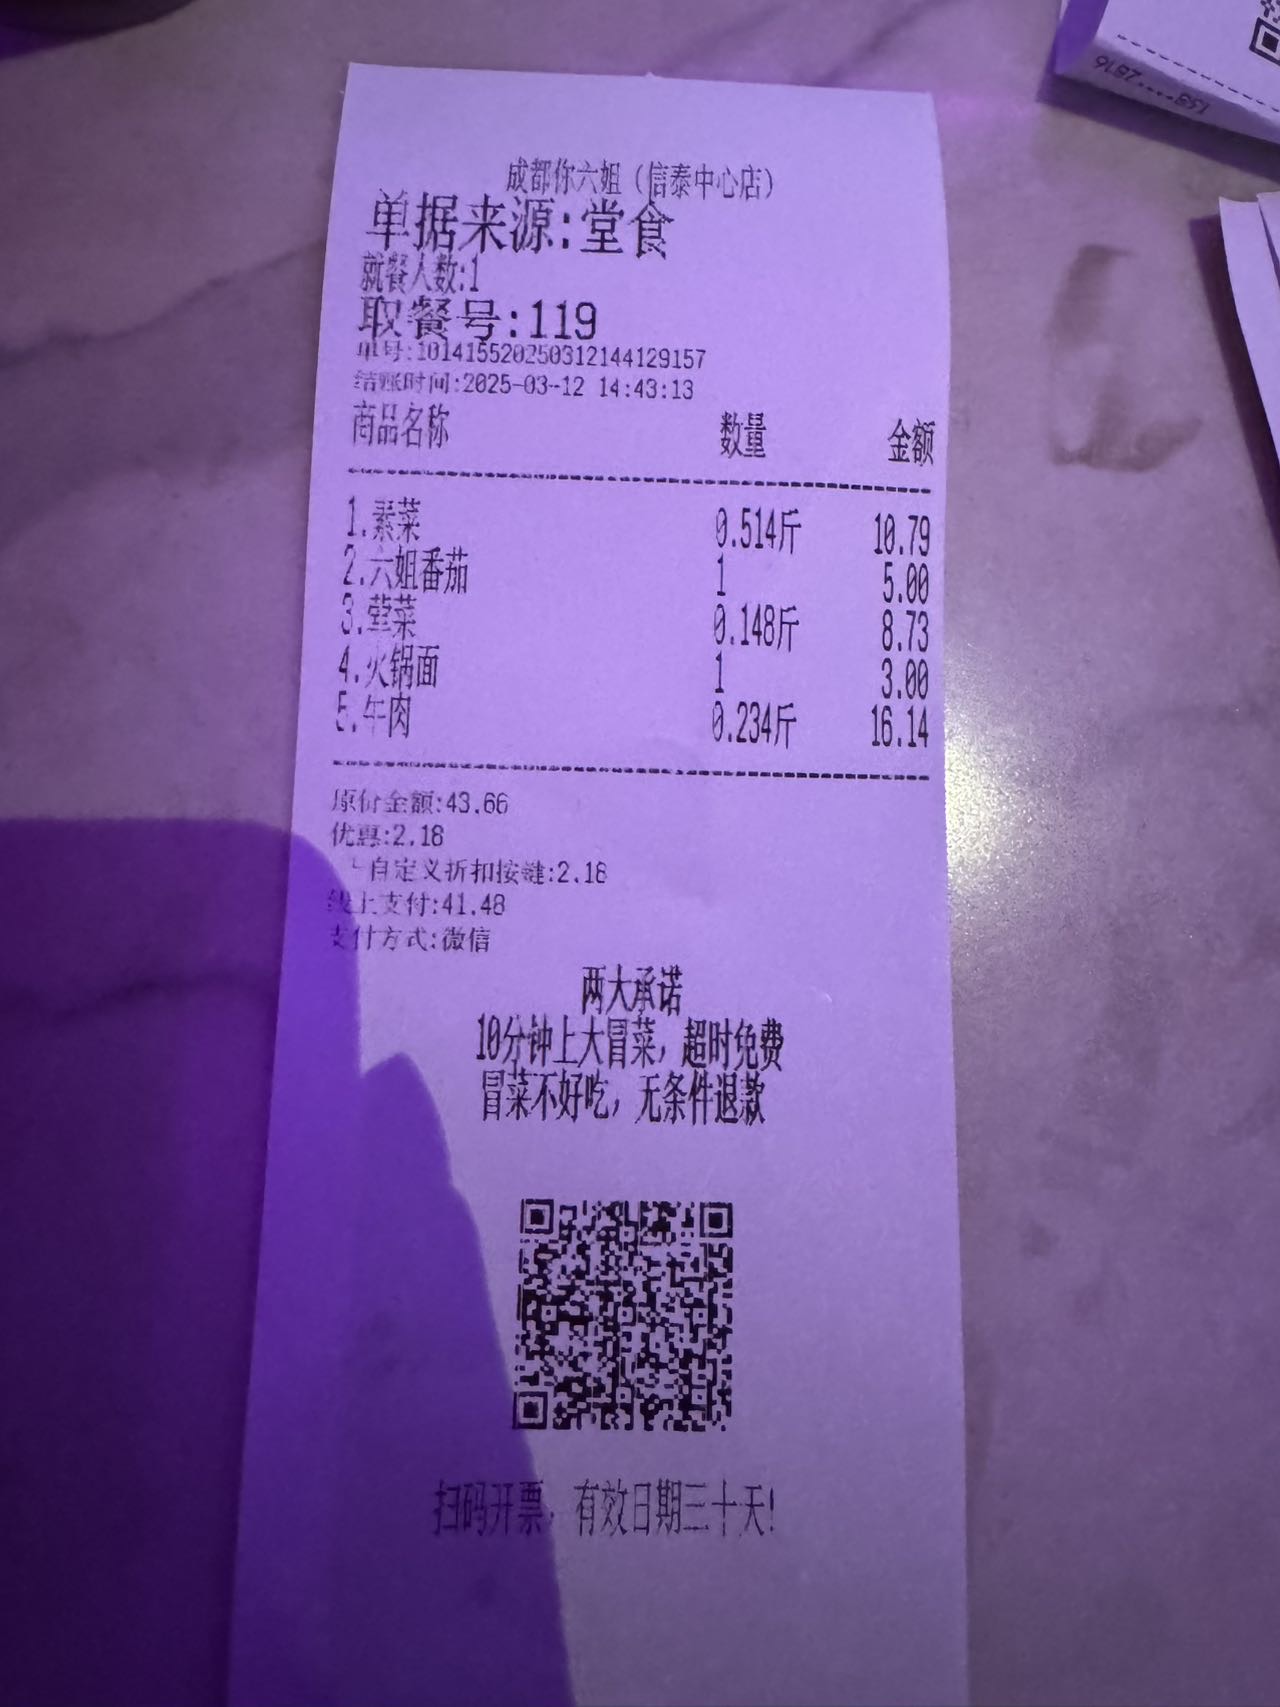 成都你六姐（信泰中心店）
单据来源:堂食
就餐人数:1
取餐号:119
单号:101415520250312144129157
结账时间:2025-03-12 14:43:13
商品名称 数量 金额
1.素菜 0.514斤 10.79
2.六姐番茄 1 5.00
3.荤菜 0.148斤 8.73
4.火锅面 1 3.00
5.牛肉 0.234斤 16.14
原价金额:43.66
优惠:2.18
└自定义折扣按键:2.18
线上支付:41.48
支付方式:微信
两大承诺
10分钟上大冒菜，超时免费
冒菜不好吃，无条件退款
扫码开票，有效日期三十天!
158····2816